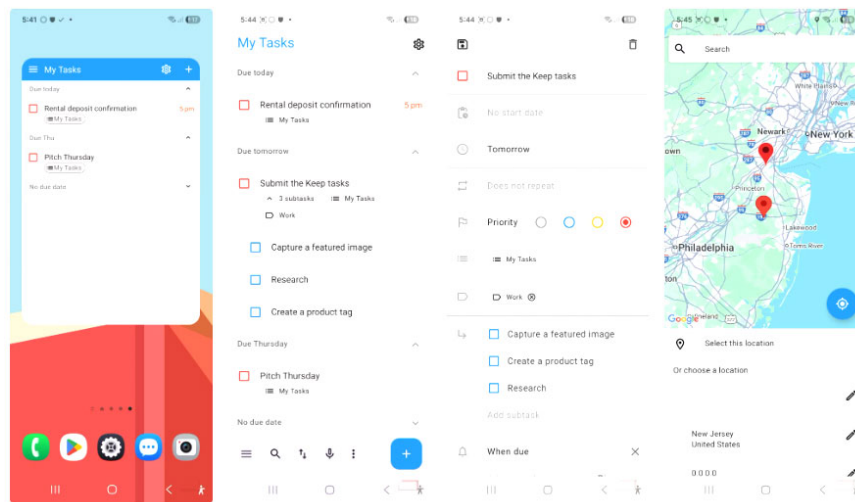 5:41
My Tasks
Due today
Rental deposit confirmation
5 pm
My Tasks
Due Thu
Pitch Thursday
My Tasks
No due date
5:44
My Tasks
Due today
Rental deposit confirmation
5 pm
My Tasks
Due tomorrow
Submit the Keep tasks
3 subtasks
My Tasks
Work
Capture a featured image
Research
Create a product tag
Due Thursday
Pitch Thursday
My Tasks
No due date
5:44
Submit the Keep tasks
No start date
Tomorrow
Does not repeat
Priority
My Tasks
Work
Capture a featured image
Create a product tag
Research
Add subtask
When due
5:45
Search
White Plains
Newark
New York
own
Princeton
Philadelphia
Lakewood
Toms River
ton
Google
Vineland
Select this location
Or choose a location
New Jersey
United States